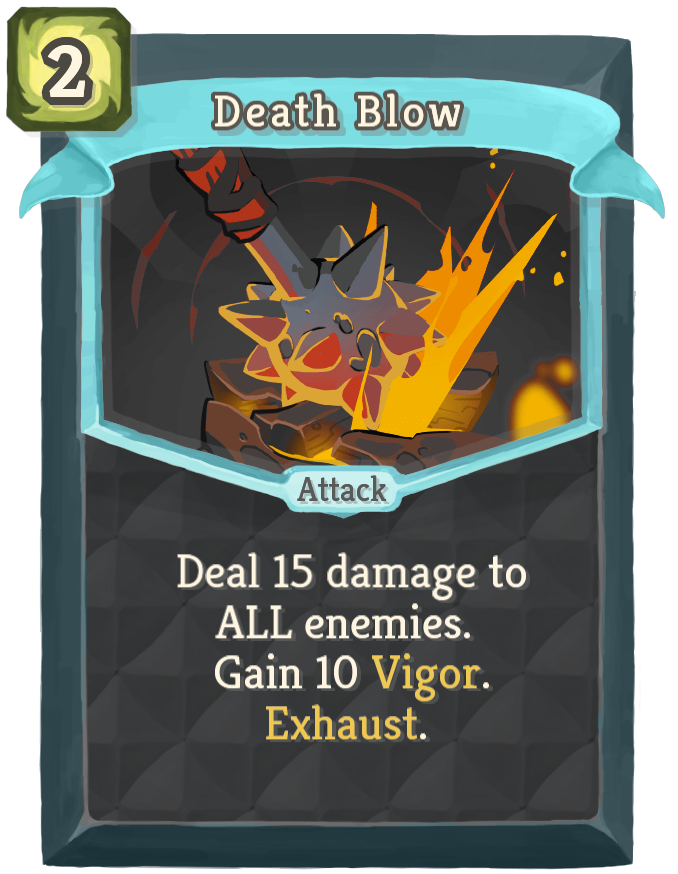 2
Death Blow
Attack
Deal 15 damage to
ALL enemies.
Gain 10 Vigor.
Exhaust.